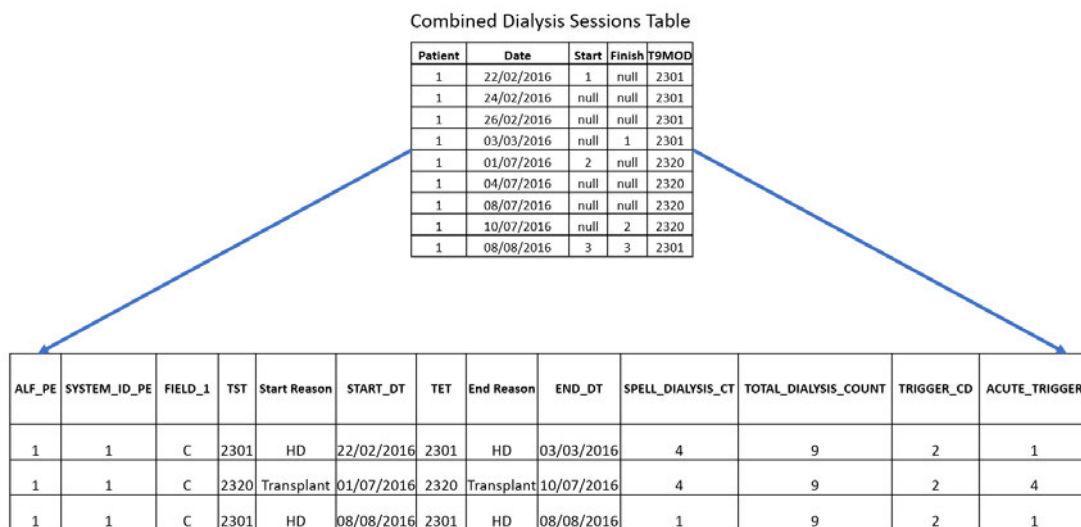 Combined Dialysis Sessions Table
Patient Date Start Finish T9MOD
1 22/02/2016 1 null 2301
1 24/02/2016 null null 2301
1 26/02/2016 null null 2301
1 03/03/2016 null 1 2301
1 01/07/2016 2 null 2320
1 04/07/2016 null null 2320
1 08/07/2016 null null 2320
1 10/07/2016 null 2 2320
1 08/08/2016 3 3 2301
ALF_PE SYSTEM_ID_PE FIELD_1 TST Start Reason START_DT TET End Reason END_DT SPELL_DIALYSIS_CT TOTAL_DIALYSIS_COUNT TRIGGER_CD ACUTE_TRIGGER
1 1 C 2301 HD 22/02/2016 2301 HD 03/03/2016 4 9 2 1
1 1 C 2320 Transplant 01/07/2016 2320 Transplant 10/07/2016 4 9 2 4
1 1 C 2301 HD 08/08/2016 2301 HD 08/08/2016 1 9 2 1